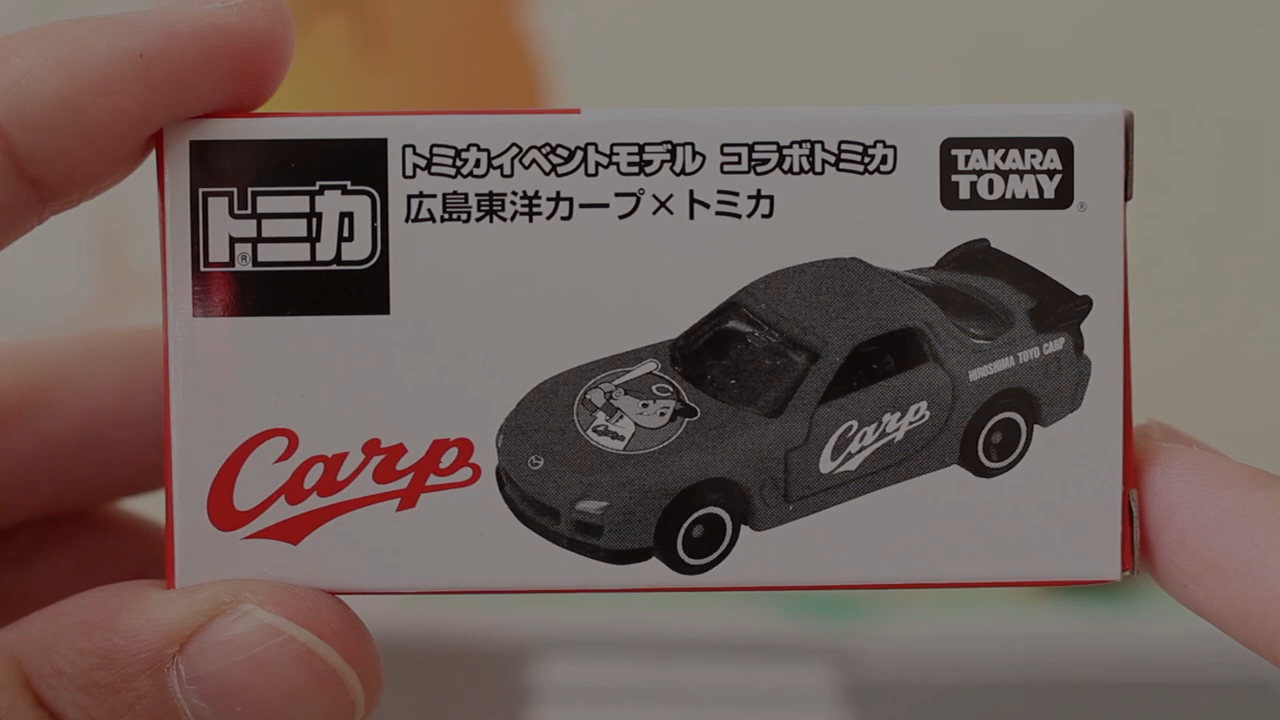 トミカイベントモデル コラボトミカ
広島東洋カープ×トミカ
トミカ®
TAKARA
TOMY®
Carp
Carp
Carp
HIROSHIMA TOYO CARP